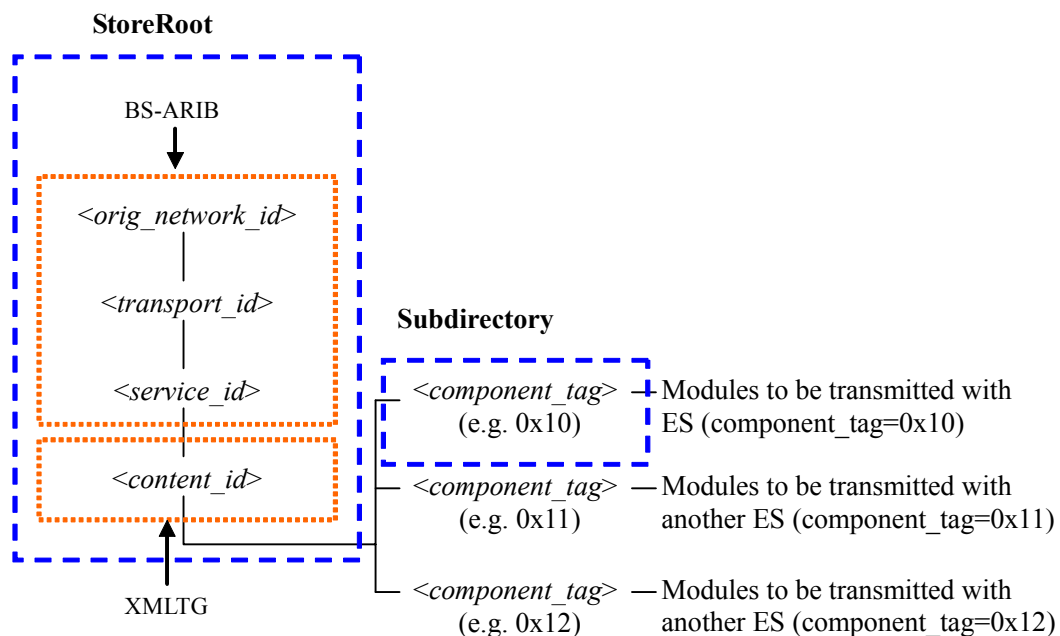 StoreRoot
BS-ARIB
<orig_network_id>
<transport_id>
<service_id>
<content_id>
XMLTG
Subdirectory
<component_tag>
(e.g. 0x10)
Modules to be transmitted with
ES (component_tag=0x10)
<component_tag>
(e.g. 0x11)
Modules to be transmitted with
another ES (component_tag=0x11)
<component_tag>
(e.g. 0x12)
Modules to be transmitted with
another ES (component_tag=0x12)